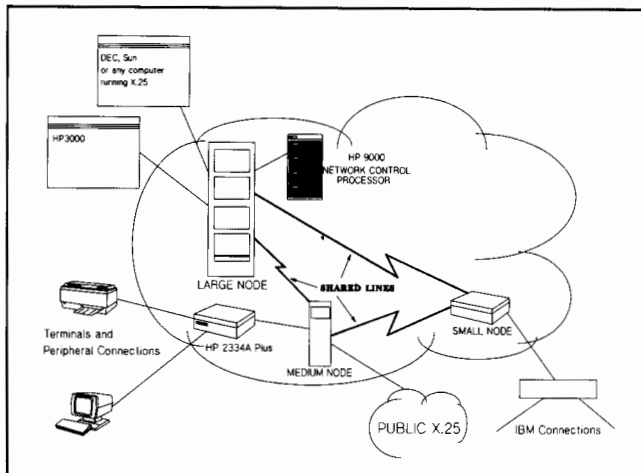 DEC, Sun
or any computer
running X.25
HP3000
HP 9000
NETWORK CONTROL
PROCESSOR
LARGE NODE
SHARED LINES
Terminals and
Peripheral Connections
HP 2334A Plus
MEDIUM NODE
SMALL NODE
PUBLIC X.25
IBM Connections